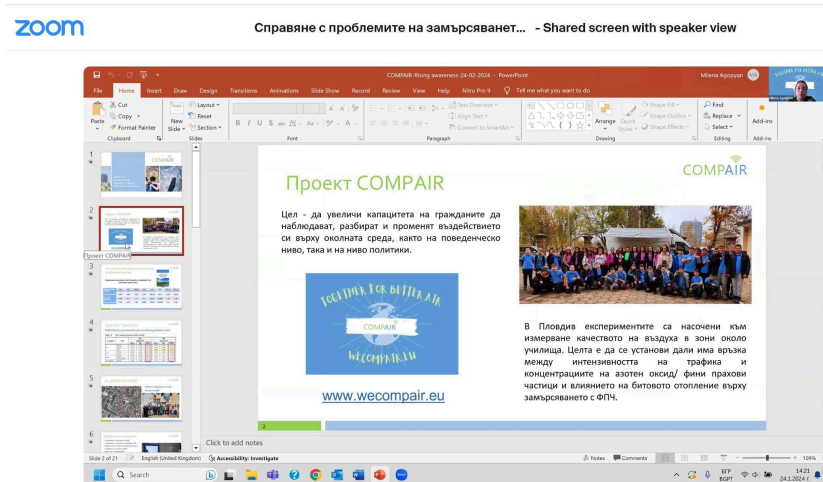 zoom
Справяне с проблемите на замърсяванет... - Shared screen with speaker view
COMPAIR-Rising awareness-24-02-2024 - PowerPoint
Milena Agopyan
MA
File Home Insert Draw Design Transitions Animations Slide Show Record Review View Help Nitro Pro 9 Tell me what you want to do
Paste
Cut
Copy
Format Painter
Clipboard
New Slide
Layout
Reset
Section
Slides
Font
Text Direction
Align Text
Convert to SmartArt
Paragraph
Arrange
Quick Styles
Shape Fill
Shape Outline
Shape Effects
Drawing
Find
Replace
Select
Editing
Add-ins
Add-ins
1
2
Проект COMPAIR
3
4
5
6
Проект COMPAIR
COMPAIR
Цел - да увеличи капацитета на гражданите да
наблюдават, разбират и променят въздействието
си върху околната среда, както на поведенческо
ниво, така и на ниво политики.
TOGETHER FOR BETTER AIR
COMPAIR
WECOMPAIR.EU
www.wecompair.eu
В Пловдив експериментите са насочени към
измерване качеството на въздуха в зони около
училища. Целта е да се установи дали има връзка
между интензивността на трафика и
концентрациите на азотен оксид/ фини прахови
частици и влиянието на битовото отопление върху
замърсяването с ФПЧ.
2
Click to add notes
Slide 2 of 21 English (United Kingdom) Accessibility: Investigate
Notes Comments 109%
Search
БГР
BGPT
14:21
24.1.2024 г.